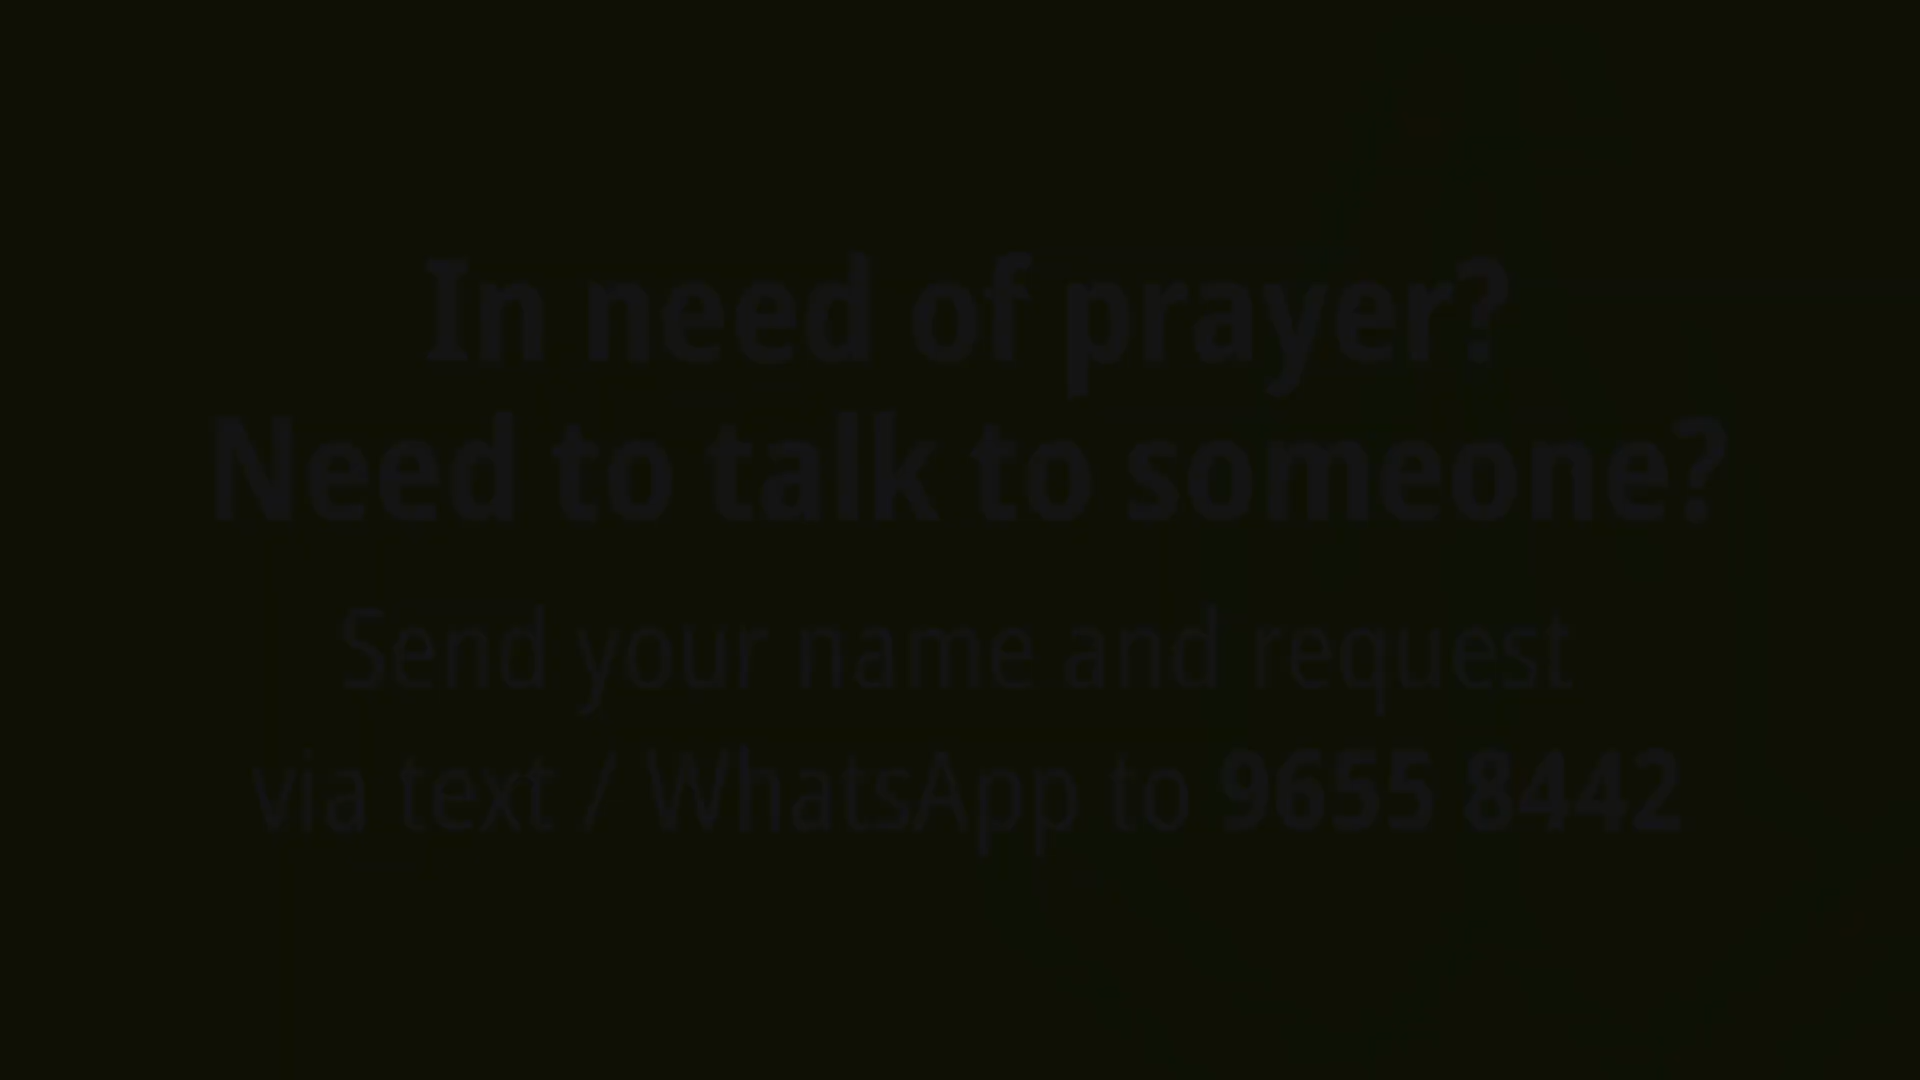 In need of prayer?
Need to talk to someone?
Send your name and request
via text / WhatsApp to 9655 8442